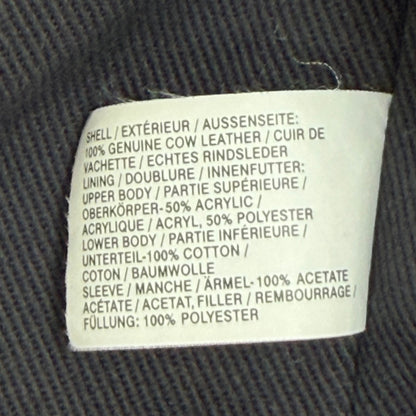 SHELL / EXTÉRIEUR / AUSSENSEITE:
100% GENUINE COW LEATHER / CUIR DE
VACHETTE / ECHTES RINDSLEDER
LINING / DOUBLURE / INNENFUTTER:
UPPER BODY / PARTIE SUPÉRIEURE /
OBERKÖRPER-50% ACRYLIC /
ACRYLIQUE / ACRYL, 50% POLYESTER
LOWER BODY / PARTIE INFÉRIEURE /
UNTERTEIL-100% COTTON /
COTON / BAUMWOLLE
SLEEVE / MANCHE / ÄRMEL-100% ACETATE
ACÉTATE / ACETAT, FILLER / REMBOURRAGE /
FÜLLUNG: 100% POLYESTER